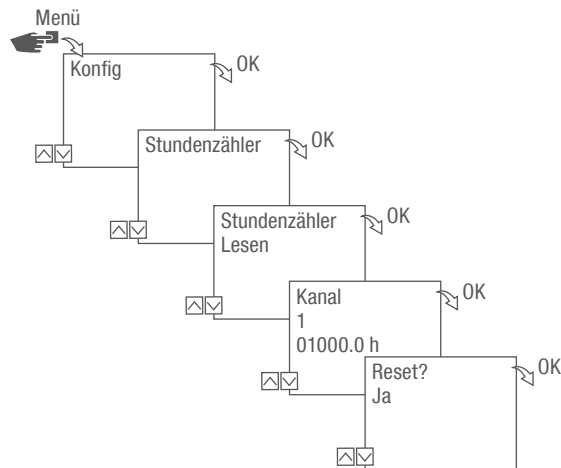 Menü
Konfig
OK
Stundenzähler
OK
Stundenzähler
Lesen
OK
Kanal
1
01000.0 h
OK
Reset?
Ja
OK